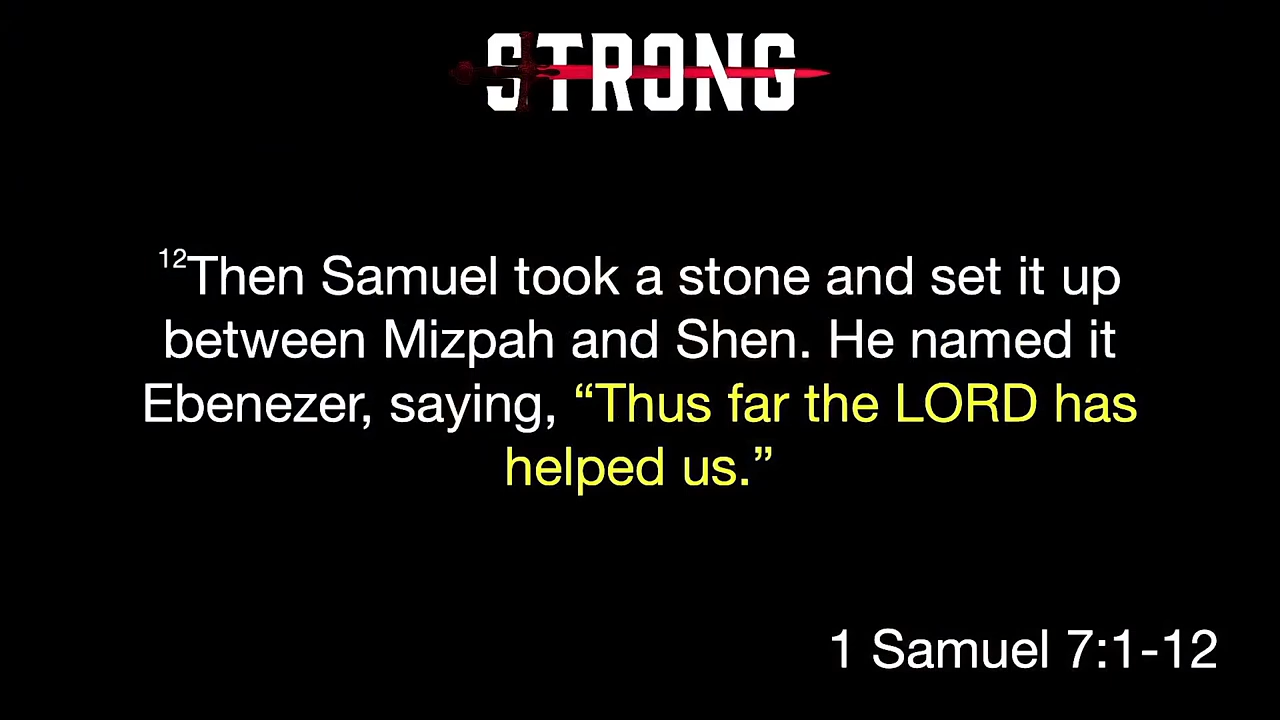 STRONG
12Then Samuel took a stone and set it up
between Mizpah and Shen. He named it
Ebenezer, saying, “Thus far the LORD has
helped us.”
1 Samuel 7:1-12